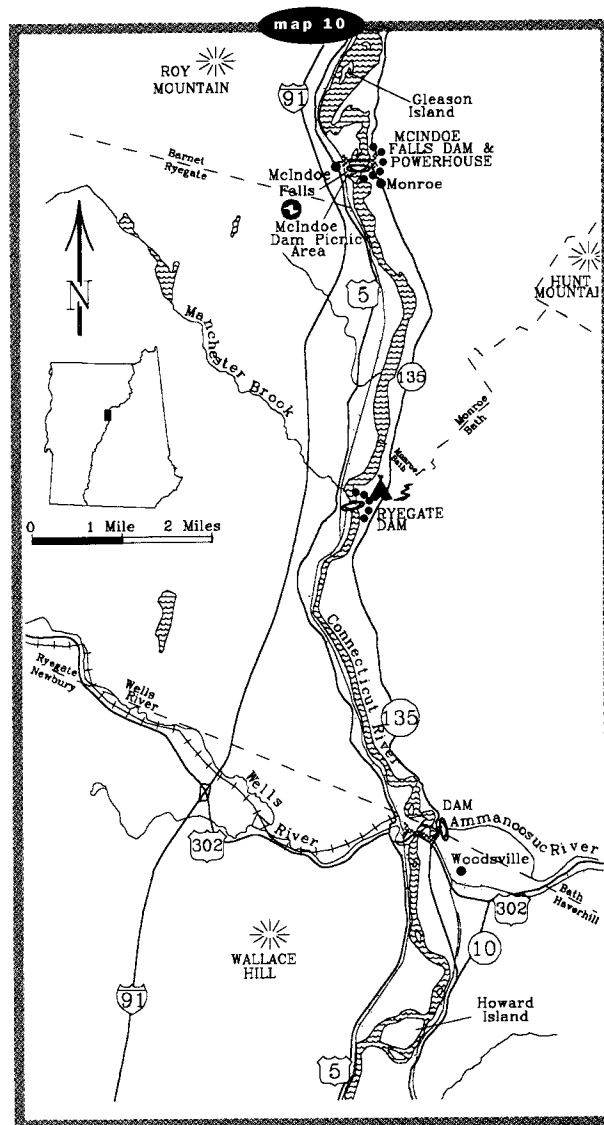 map 10
ROY
MOUNTAIN
91
Gleason
Island
MCINDOE
FALLS DAM &
POWERHOUSE
Barnet
Ryegate
McIndoe
Falls
Monroe
McIndoe
Dam Picnic
Area
N
5
HUNT
MOUNTAI
Manchester Brook
135
Monroe
Bath
Monroe
Bath
RYEGATE
DAM
0 1 Mile 2 Miles
Connecticut River
Ryegate
Newbury
Wells
River
135
Wells
River
DAM
Ammanoosuc River
302
Woodsville
Bath
Haverhill
302
10
WALLACE
HILL
91
Howard
Island
5